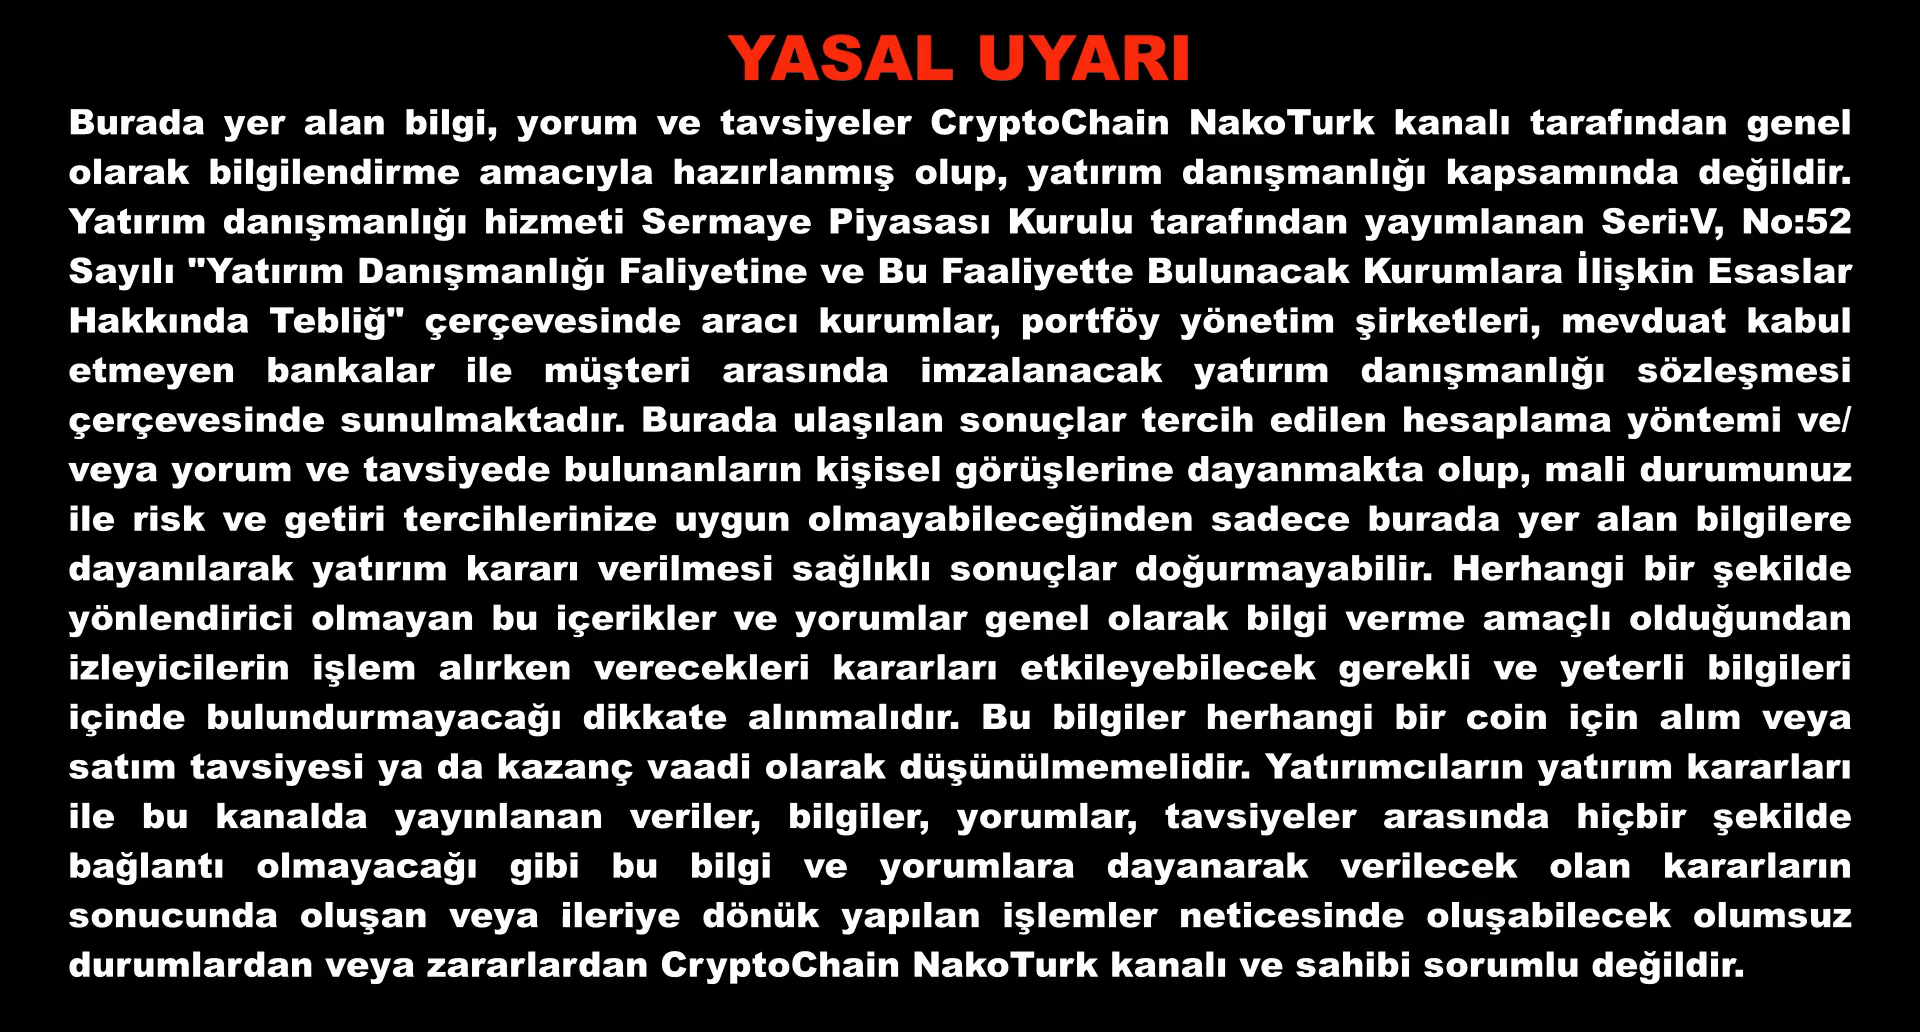 YASAL UYARI
Burada yer alan bilgi, yorum ve tavsiyeler CryptoChain NakoTurk kanalı tarafından genel
olarak bilgilendirme amacıyla hazırlanmış olup, yatırım danışmanlığı kapsamında değildir.
Yatırım danışmanlığı hizmeti Sermaye Piyasası Kurulu tarafından yayımlanan Seri:V, No:52
Sayılı "Yatırım Danışmanlığı Faliyetine ve Bu Faaliyette Bulunacak Kurumlara İlişkin Esaslar
Hakkında Tebliğ" çerçevesinde aracı kurumlar, portföy yönetim şirketleri, mevduat kabul
etmeyen bankalar ile müşteri arasında imzalanacak yatırım danışmanlığı sözleşmesi
çerçevesinde sunulmaktadır. Burada ulaşılan sonuçlar tercih edilen hesaplama yöntemi ve/
veya yorum ve tavsiyede bulunanların kişisel görüşlerine dayanmakta olup, mali durumunuz
ile risk ve getiri tercihlerinize uygun olmayabileceğinden sadece burada yer alan bilgilere
dayanılarak yatırım kararı verilmesi sağlıklı sonuçlar doğurmayabilir. Herhangi bir şekilde
yönlendirici olmayan bu içerikler ve yorumlar genel olarak bilgi verme amaçlı olduğundan
izleyicilerin işlem alırken verecekleri kararları etkileyebilecek gerekli ve yeterli bilgileri
içinde bulundurmayacağı dikkate alınmalıdır. Bu bilgiler herhangi bir coin için alım veya
satım tavsiyesi ya da kazanç vaadi olarak düşünülmemelidir. Yatırımcıların yatırım kararları
ile bu kanalda yayınlanan veriler, bilgiler, yorumlar, tavsiyeler arasında hiçbir şekilde
bağlantı olmayacağı gibi bu bilgi ve yorumlara dayanarak verilecek olan kararların
sonucunda oluşan veya ileriye dönük yapılan işlemler neticesinde oluşabilecek olumsuz
durumlardan veya zararlardan CryptoChain NakoTurk kanalı ve sahibi sorumlu değildir.